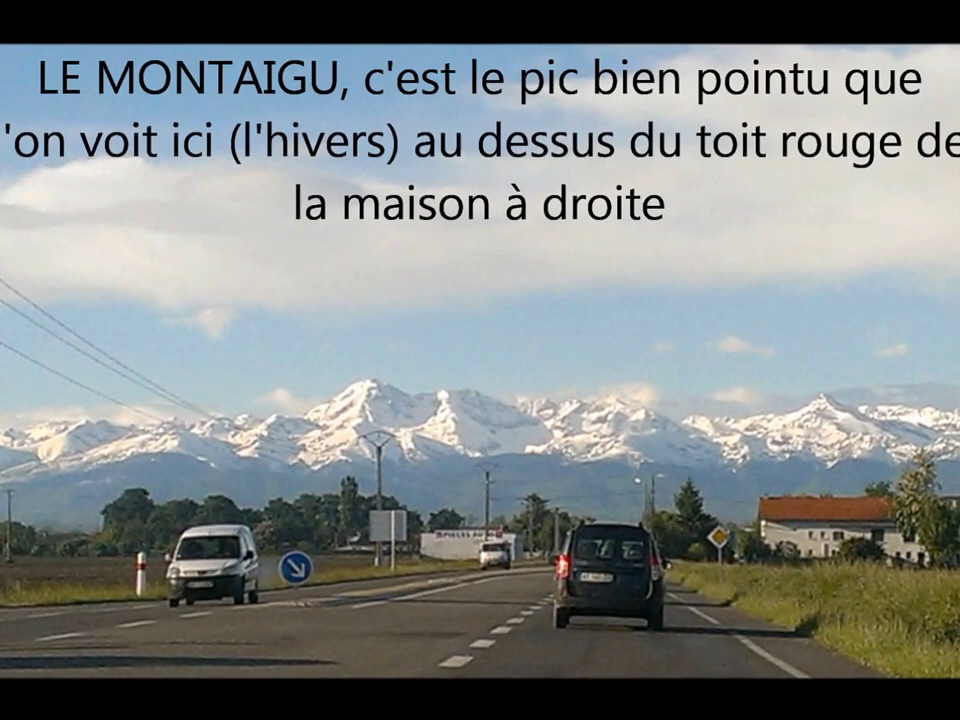 LE MONTAIGU, c'est le pic bien pointu que
'on voit ici (l'hivers) au dessus du toit rouge de
la maison à droite